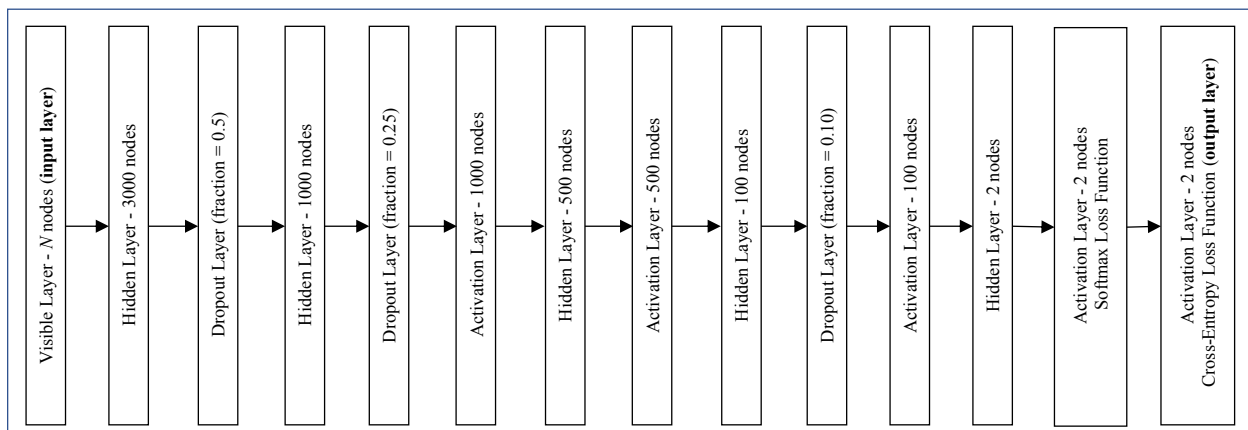 Visible Layer - N nodes (input layer)
Hidden Layer - 3000 nodes
Dropout Layer (fraction = 0.5)
Hidden Layer - 1000 nodes
Dropout Layer (fraction = 0.25)
Activation Layer - 1000 nodes
Hidden Layer - 500 nodes
Activation Layer - 500 nodes
Hidden Layer - 100 nodes
Dropout Layer (fraction = 0.10)
Activation Layer - 100 nodes
Hidden Layer - 2 nodes
Activation Layer - 2 nodes
Softmax Loss Function
Activation Layer - 2 nodes
Cross-Entropy Loss Function (output layer)